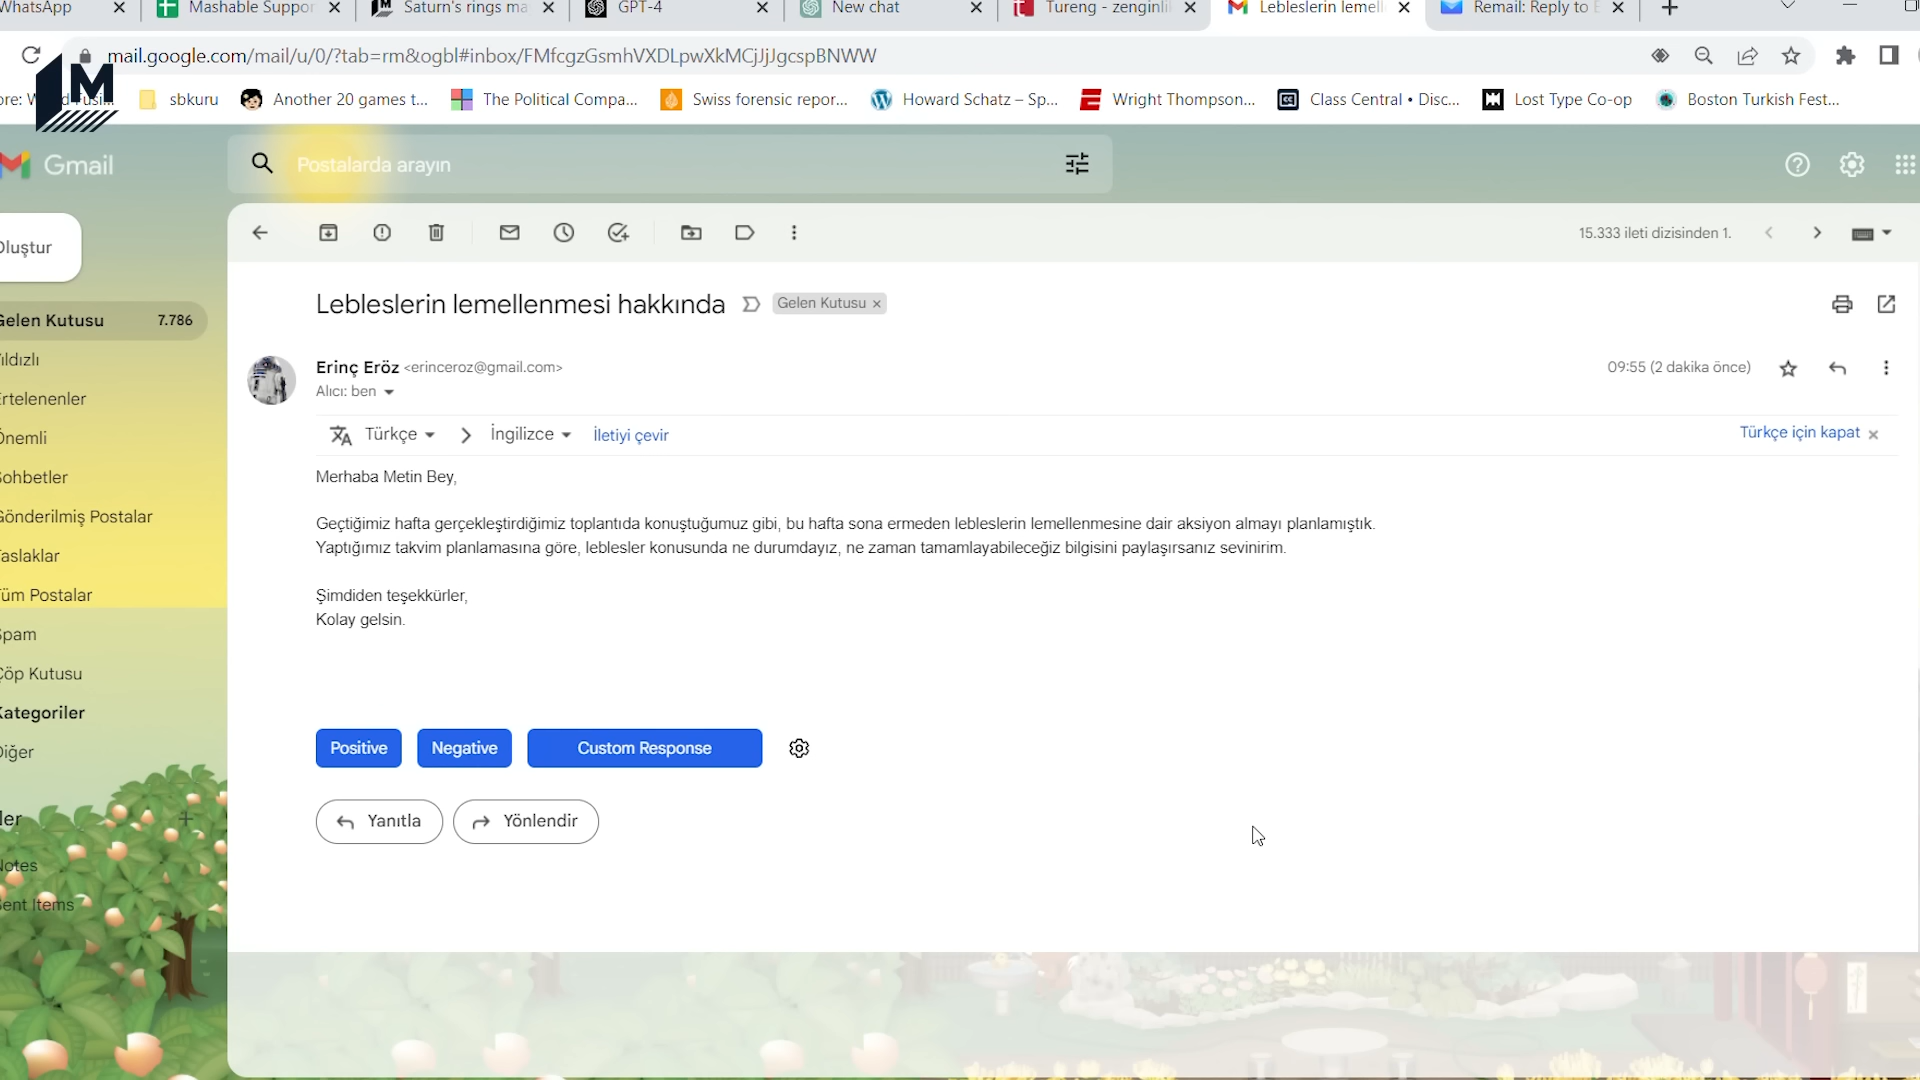 WhatsApp
Mashable Suppor
Saturn's rings ma
GPT-4
New chat
Tureng - zenginli
Lebleslerin lemell
Remail: Reply to E
mail.google.com/mail/u/0/?tab=rm&ogbl#inbox/FMfcgzGsmhVXDLpwXkMCjJjJgcspBNWW
M
sbkuru
Another 20 games t...
The Political Compa...
Swiss forensic repor...
Howard Schatz – Sp...
Wright Thompson...
Class Central • Disc...
Lost Type Co-op
Boston Turkish Fest...
Gmail
Postalarda arayın
Oluştur
15.333 ileti dizisinden 1.
Gelen Kutusu 7.786
ıldızlı
rtelenenler
Önemli
ohbetler
Gönderilmiş Postalar
aslaklar
üm Postalar
Spam
Çöp Kutusu
Kategoriler
Diğer
ler
Notes
Sent Items
Lebleslerin lemellenmesi hakkında
Gelen Kutusu
Erinç Eröz <erinceroz@gmail.com>
09:55 (2 dakika önce)
Alıcı: ben
Türkçe > İngilizce İletiyi çevir
Türkçe için kapat
Merhaba Metin Bey,
Geçtiğimiz hafta gerçekleştirdiğimiz toplantıda konuştuğumuz gibi, bu hafta sona ermeden lebleslerin lemellenmesine dair aksiyon almayı planlamıştık.
Yaptığımız takvim planlamasına göre, leblesler konusunda ne durumdayız, ne zaman tamamlayabileceğiz bilgisini paylaşırsanız sevinirim.
Şimdiden teşekkürler,
Kolay gelsin.
Positive
Negative
Custom Response
Yanıtla
Yönlendir